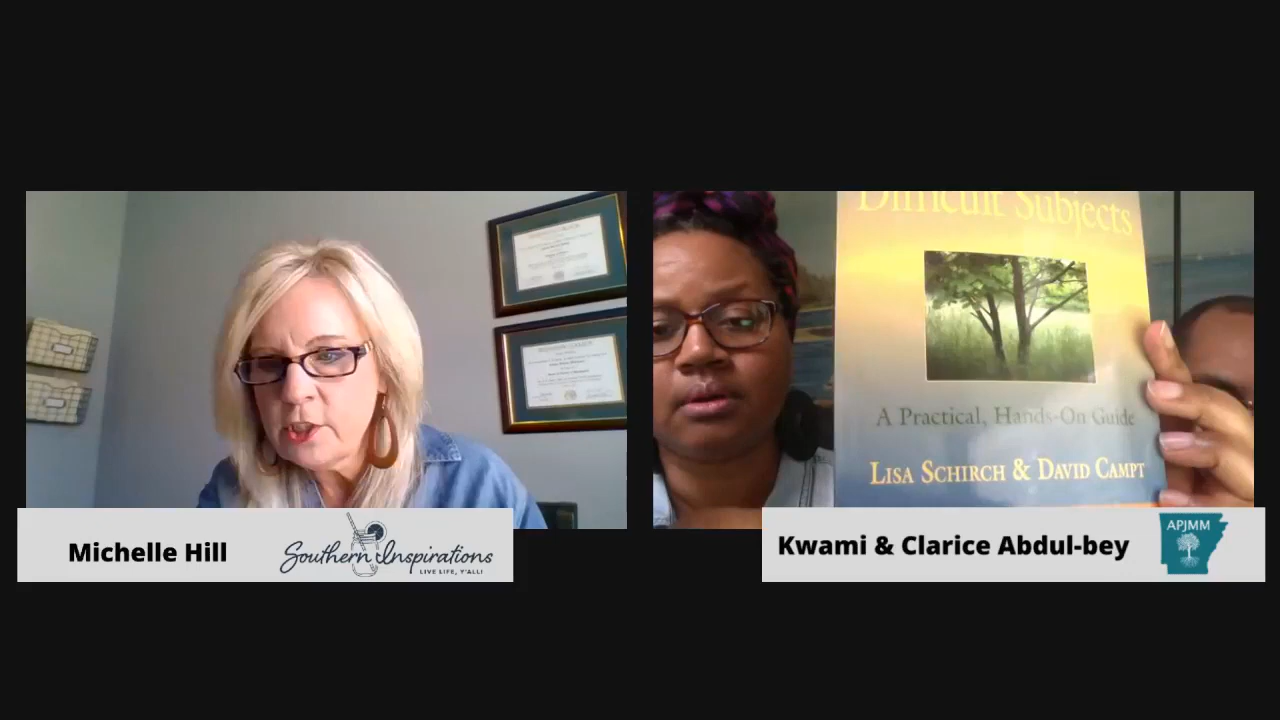 Difficult Subjects
A Practical, Hands-On Guide
LISA SCHIRCH & DAVID CAMPT
Michelle Hill
Southern Inspirations
LIVE LIFE, Y'ALL!
Kwami & Clarice Abdul-bey
APJMM